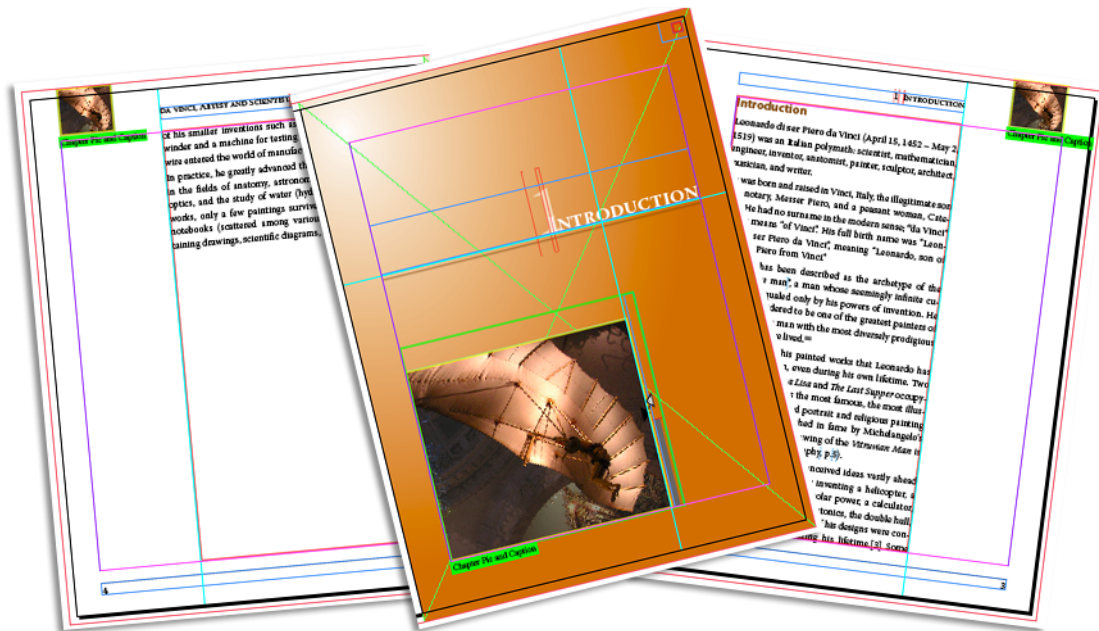 DA VINCI, ARTIST AND SCIENTIST
Chapter Pic and Caption
of his smaller inventions such as
winder and a machine for testing
wire entered the world of manufac
In practice, he greatly advanced th
in the fields of anatomy, astronom
optics, and the study of water (hyd
works, only a few paintings surviv
notebooks (scattered among variou
taining drawings, scientific diagrams,
4
1 INTRODUCTION
Chapter Pic and Caption
1 INTRODUCTION
Chapter Pic and Caption
Introduction
Leonardo di ser Piero da Vinci (April 15, 1452 – May 2,
1519) was an Italian polymath; scientist, mathematician,
engineer, inventor, anatomist, painter, sculptor, architect,
musician, and writer.
was born and raised in Vinci, Italy, the illegitimate son
notary, Messer Piero, and a peasant woman, Cate-
He had no surname in the modern sense; "da Vinci"
means "of Vinci". His full birth name was "Leon-
ser Piero da Vinci", meaning "Leonardo, son of
Piero from Vinci"
has been described as the archetype of the
man", a man whose seemingly infinite cu-
qualed only by his powers of invention. He
dered to be one of the greatest painters of
man with the most diversely prodigious
e lived.
his painted works that Leonardo has
, even during his own lifetime. Two
a Lisa and The Last Supper occupy-
the most famous, the most illus-
d portrait and religious painting
hed in fame by Michelangelo's
wing of the Vitruvian Man is
phy, p.5).
nceived ideas vastly ahead
inventing a helicopter, a
olar power, a calculator,
tonics, the double hull,
his designs were con-
ing his lifetime.[3] Some
3